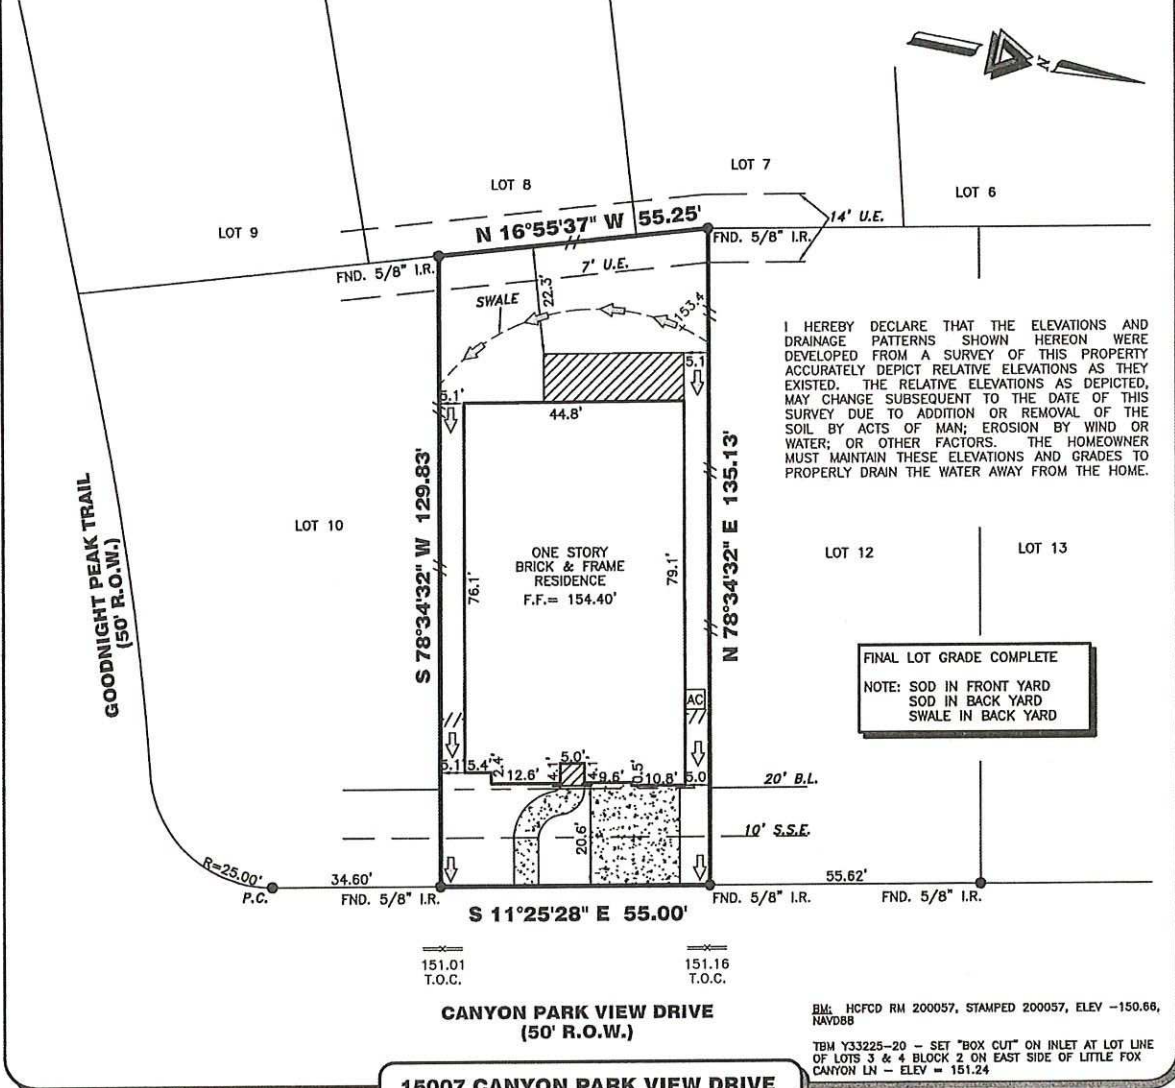 N
LOT 7
LOT 8
LOT 6
LOT 9
14' U.E.
N 16°55'37" W 55.25'
FND. 5/8" I.R.
FND. 5/8" I.R.
7' U.E.
SWALE
22.3'
153.4
I HEREBY DECLARE THAT THE ELEVATIONS AND
DRAINAGE PATTERNS SHOWN HEREON WERE
DEVELOPED FROM A SURVEY OF THIS PROPERTY
ACCURATELY DEPICT RELATIVE ELEVATIONS AS THEY
EXISTED. THE RELATIVE ELEVATIONS AS DEPICTED,
MAY CHANGE SUBSEQUENT TO THE DATE OF THIS
SURVEY DUE TO ADDITION OR REMOVAL OF THE
SOIL BY ACTS OF MAN; EROSION BY WIND OR
WATER; OR OTHER FACTORS. THE HOMEOWNER
MUST MAINTAIN THESE ELEVATIONS AND GRADES TO
PROPERLY DRAIN THE WATER AWAY FROM THE HOME.
5.1
5.1'
44.8'
GOODNIGHT PEAK TRAIL
(50' R.O.W.)
LOT 10
S 78°34'32" W 129.83'
76.1'
ONE STORY
BRICK & FRAME
RESIDENCE
F.F.= 154.40'
79.1'
N 78°34'32" E 135.13'
LOT 12
LOT 13
FINAL LOT GRADE COMPLETE
NOTE: SOD IN FRONT YARD
SOD IN BACK YARD
SWALE IN BACK YARD
AC
5.1'
5.4'
2.4'
12.6'
4.1'
5.0'
4.1'
9.6'
0.5'
10.8'
5.0
20' B.L.
20.6'
10' S.S.E.
R=25.00'
P.C.
34.60'
FND. 5/8" I.R.
FND. 5/8" I.R.
55.62'
FND. 5/8" I.R.
S 11°25'28" E 55.00'
151.01
T.O.C.
151.16
T.O.C.
CANYON PARK VIEW DRIVE
(50' R.O.W.)
BM: HCFCD RM 200057, STAMPED 200057, ELEV -150.66,
NAVD88
TBM Y33225-20 - SET "BOX CUT" ON INLET AT LOT LINE
OF LOTS 3 & 4 BLOCK 2 ON EAST SIDE OF LITTLE FOX
CANYON LN - ELEV = 151.24
15007 CANYON PARK VIEW DRIVE